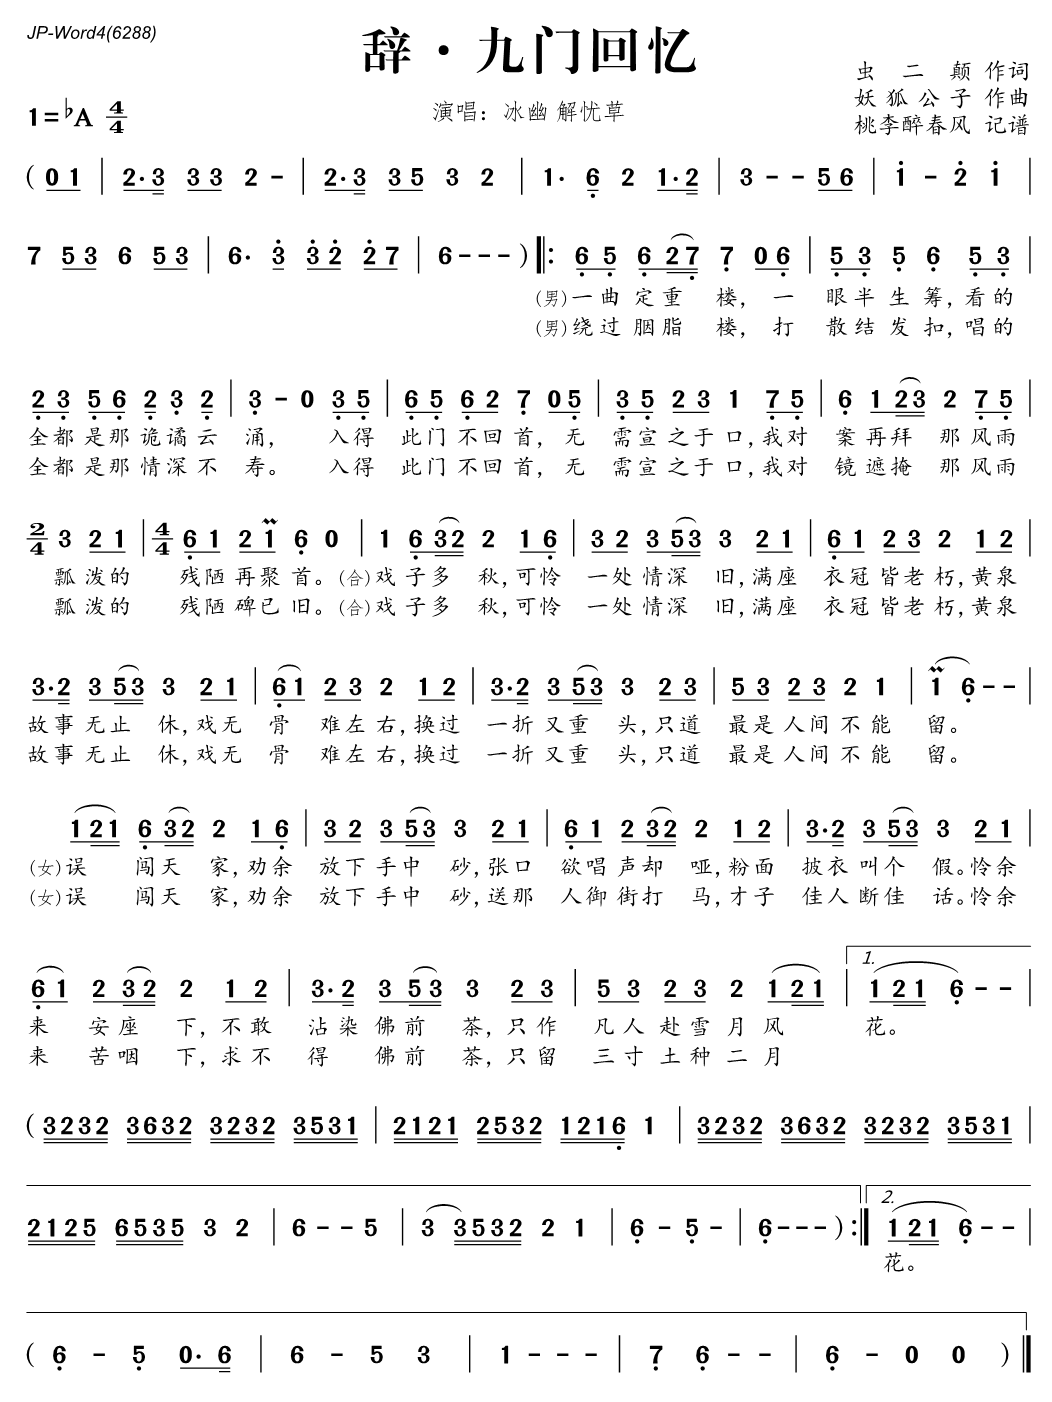 JP-Word4(6288)
辞·九门回忆
虫二颠 作词
妖狐公子 作曲
桃李醉春风 记谱
1=♭A 4/4
演唱：冰幽 解忧草
( 0 1 | 2· 3 3 3 2 - | 2· 3 3 5 3 2 | 1· 6 2 1· 2 | 3 - - 5 6 | 1 - 2 1 |
7 5 3 6 5 3 | 6· 3 3 2 2 7 | 6 - - - ) ‖: 6 5 6 2 7 7 0 6 | 5 3 5 6 5 3 |
(男)一曲定重 楼，一 眼半生筹，看的
(男)绕过胭脂 楼，打 散结发扣，唱的
2 3 5 6 2 3 2 | 3 - 0 3 5 | 6 5 6 2 7 0 5 | 3 5 2 3 1 7 5 | 6 1 2 3 2 7 5 |
全都是那诡谲云 涌， 入得 此门不回首，无 需宣之于口，我对 案再拜 那风雨
全都是那情深不 寿。 入得 此门不回首，无 需宣之于口，我对 镜遮掩 那风雨
2/4 3 2 1 | 4/4 6 1 2 1 6 0 | 1 6 3 2 2 1 6 | 3 2 3 5 3 3 2 1 | 6 1 2 3 2 1 2 |
瓢泼的 残陋再聚首。(合)戏子多 秋，可怜 一处情深 旧，满座 衣冠皆老朽，黄泉
瓢泼的 残陋碑已旧。(合)戏子多 秋，可怜 一处情深 旧，满座 衣冠皆老朽，黄泉
3· 2 3 5 3 3 2 1 | 6 1 2 3 2 1 2 | 3· 2 3 5 3 3 2 3 | 5 3 2 3 2 1 | 1 6 - - |
故事无止 休，戏无 骨 难左右，换过 一折又重 头，只道 最是人间不能 留。
故事无止 休，戏无 骨 难左右，换过 一折又重 头，只道 最是人间不能 留。
1 2 1 6 3 2 2 1 6 | 3 2 3 5 3 3 2 1 | 6 1 2 3 2 2 1 2 | 3· 2 3 5 3 3 2 1 |
(女)误 闯天 家，劝余 放下手中 砂，张口 欲唱声却 哑，粉面 披衣叫个 假。怜余
(女)误 闯天 家，劝余 放下手中 砂，送那 人御街打 马，才子 佳人断佳 话。怜余
1.
6 1 2 3 2 2 1 2 | 3· 2 3 5 3 3 2 3 | 5 3 2 3 2 1 2 1 | 1 2 1 6 - - |
来 安座 下，不敢 沾染佛前 茶，只作 凡人赴雪月风 花。
来 苦咽 下，求不 得 佛前 茶，只留 三寸土种二月
( 3232 3632 3232 3531 | 2121 2532 1216 1 | 3232 3632 3232 3531 |
2.
2125 6535 3 2 | 6 - - 5 | 3 3532 2 1 | 6 - 5 - | 6 - - - ) :‖ 1 2 1 6 - - |
花。
( 6 - 5 0· 6 | 6 - 5 3 | 1 - - - | 7 6 - - | 6 - 0 0 ) ‖